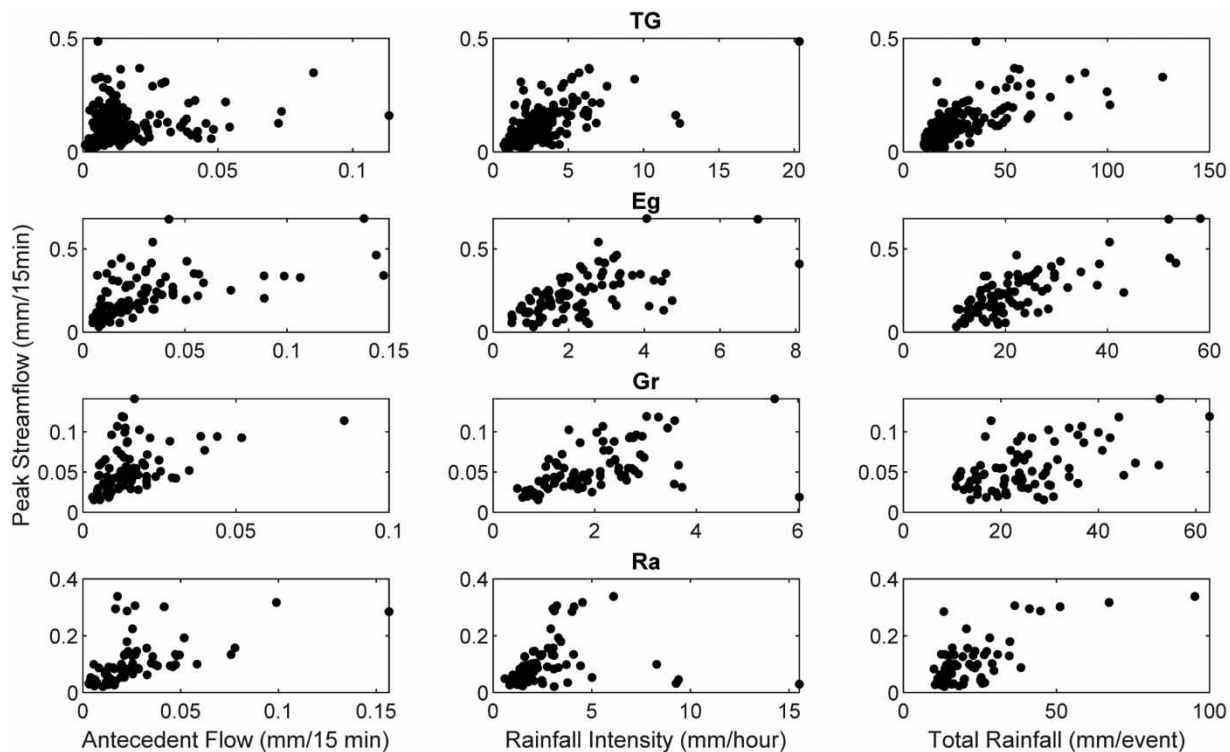 TG
0.5
0
0 0.05 0.1
0.5
0
0 5 10 15 20
0.5
0
0 50 100 150
Eg
0.5
0
0 0.05 0.1 0.15
0.5
0
0 2 4 6 8
0.5
0
0 20 40 60
Peak Streamflow (mm/15min)
Gr
0.1
0.05
0
0 0.05 0.1
0.1
0.05
0
0 2 4 6
0.1
0.05
0
0 20 40 60
Ra
0.4
0.2
0
0 0.05 0.1 0.15
0.4
0.2
0
0 5 10 15
0.4
0.2
0
0 50 100
Antecedent Flow (mm/15 min)
Rainfall Intensity (mm/hour)
Total Rainfall (mm/event)